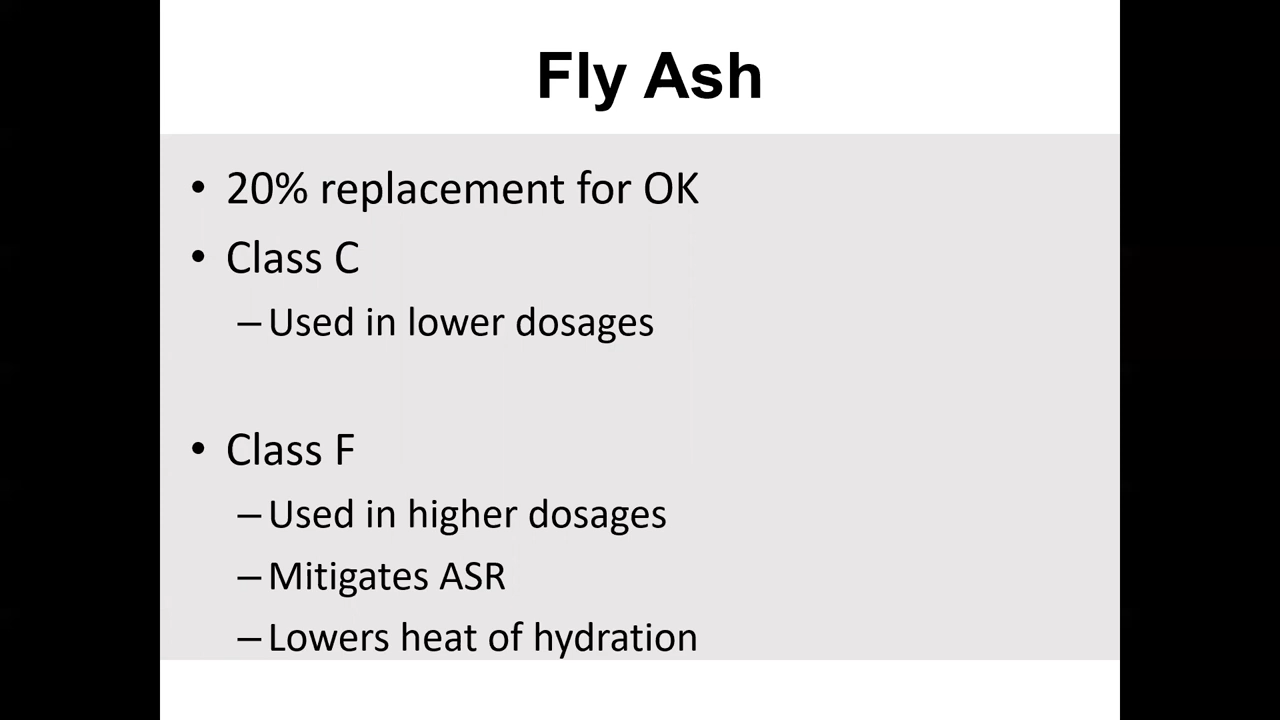 Fly Ash
• 20% replacement for OK
• Class C
– Used in lower dosages
• Class F
– Used in higher dosages
– Mitigates ASR
– Lowers heat of hydration